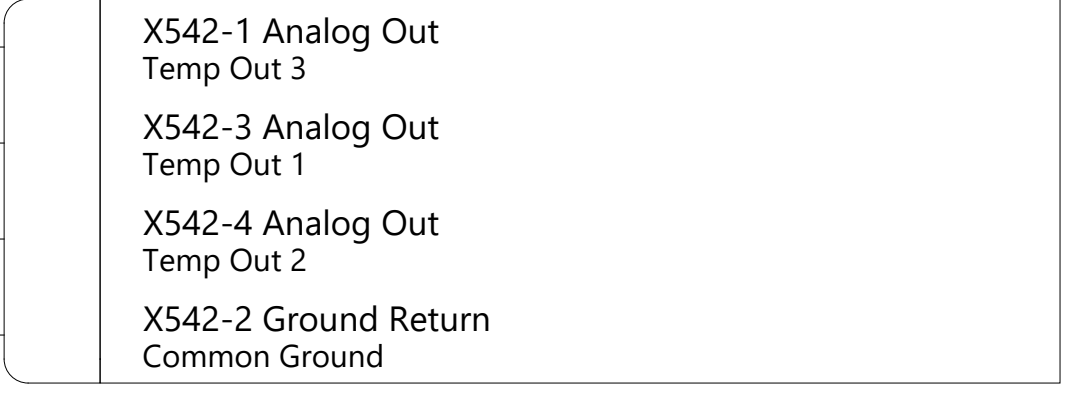 X542-1 Analog Out
Temp Out 3
X542-3 Analog Out
Temp Out 1
X542-4 Analog Out
Temp Out 2
X542-2 Ground Return
Common Ground